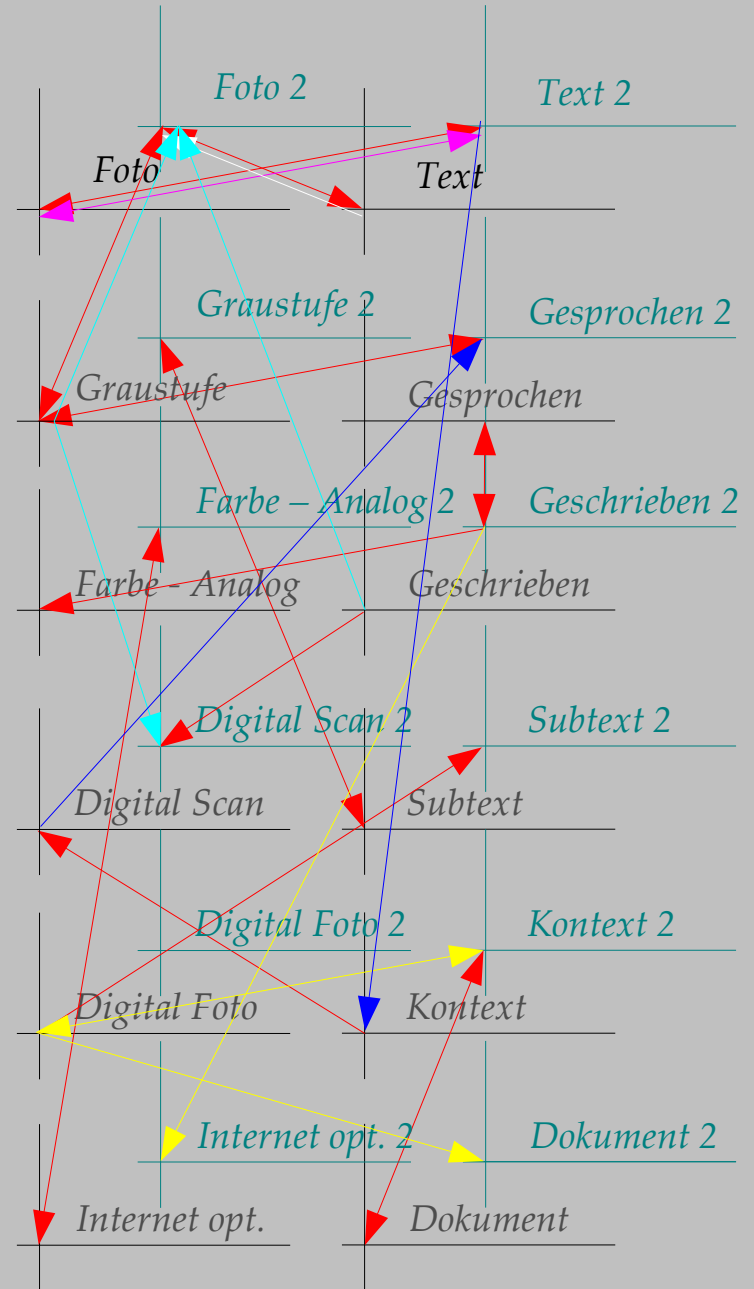 Foto 2
Text 2
Foto
Text
Graustufe 2
Gesprochen 2
Graustufe
Gesprochen
Farbe – Analog 2
Geschrieben 2
Farbe - Analog
Geschrieben
Digital Scan 2
Subtext 2
Digital Scan
Subtext
Digital Foto 2
Kontext 2
Digital Foto
Kontext
Internet opt. 2
Dokument 2
Internet opt.
Dokument